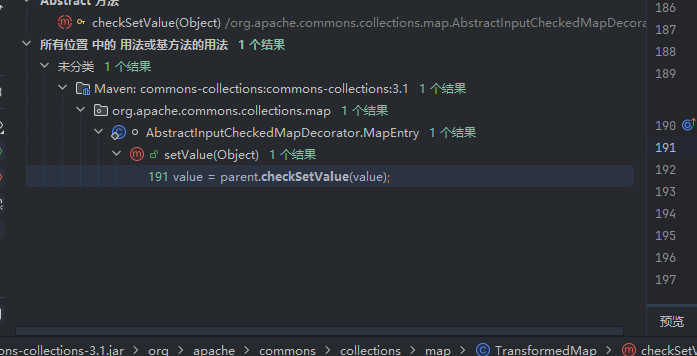 Abstract 方法
checkSetValue(Object) /org.apache.commons.collections.map.AbstractInputCheckedMapDecora
所有位置 中的 用法或基方法的用法 1 个结果
未分类 1 个结果
Maven: commons-collections:commons-collections:3.1 1 个结果
org.apache.commons.collections.map 1 个结果
AbstractInputCheckedMapDecorator.MapEntry 1 个结果
setValue(Object) 1 个结果
191 value = parent.checkSetValue(value);
186
187
188
189
190
191
192
193
194
195
196
197
预览
ons-collections-3.1.jar > org > apache > commons > collections > map > TransformedMap > checkSetV